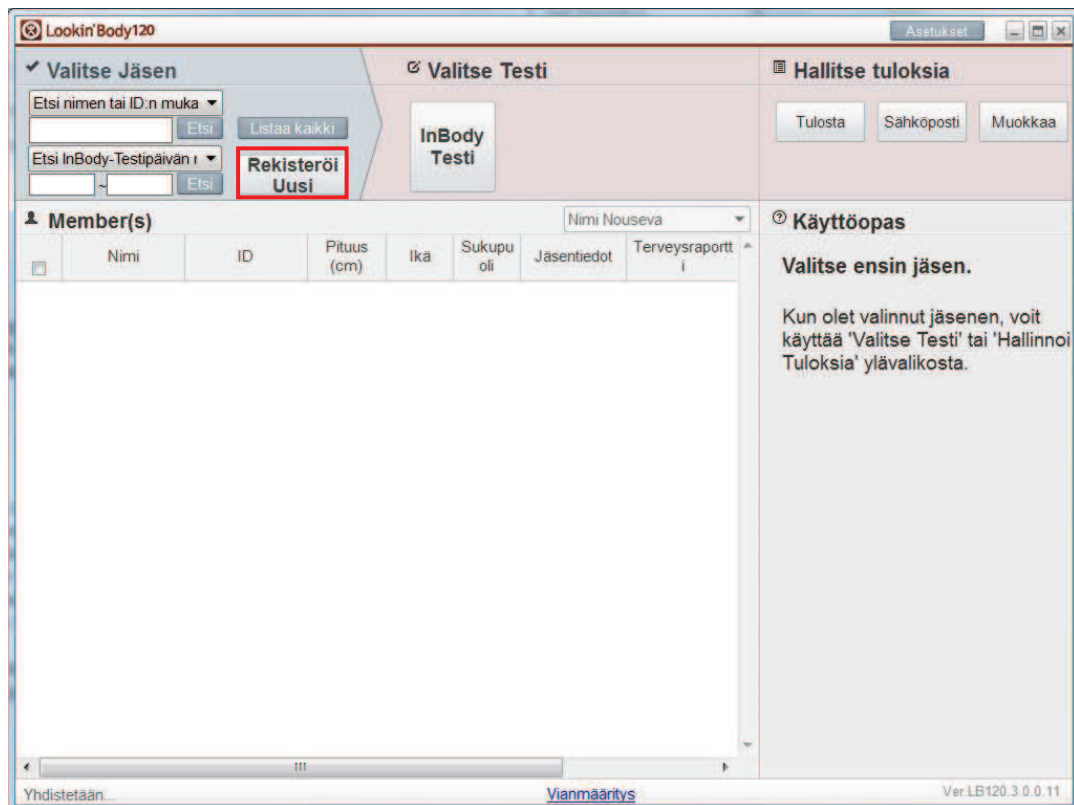 Lookin'Body120
Asetukset
Valitse Jäsen
Etsi nimen tai ID:n muka
Etsi
Listaa kaikki
Etsi InBody-Testipäivän
~
Etsi
Rekisteröi
Uusi
Valitse Testi
InBody
Testi
Hallitse tuloksia
Tulosta
Sähköposti
Muokkaa
Member(s)
Nimi Nouseva
Nimi
ID
Pituus
(cm)
Ikä
Sukupu
oli
Jäsentiedot
Terveysraportt
i
Käyttöopas
Valitse ensin jäsen.
Kun olet valinnut jäsenen, voit
käyttää 'Valitse Testi' tai 'Hallinnoi
Tuloksia' ylävalikosta.
Yhdistetään...
Vianmääritys
Ver.LB120.3.0.0.11